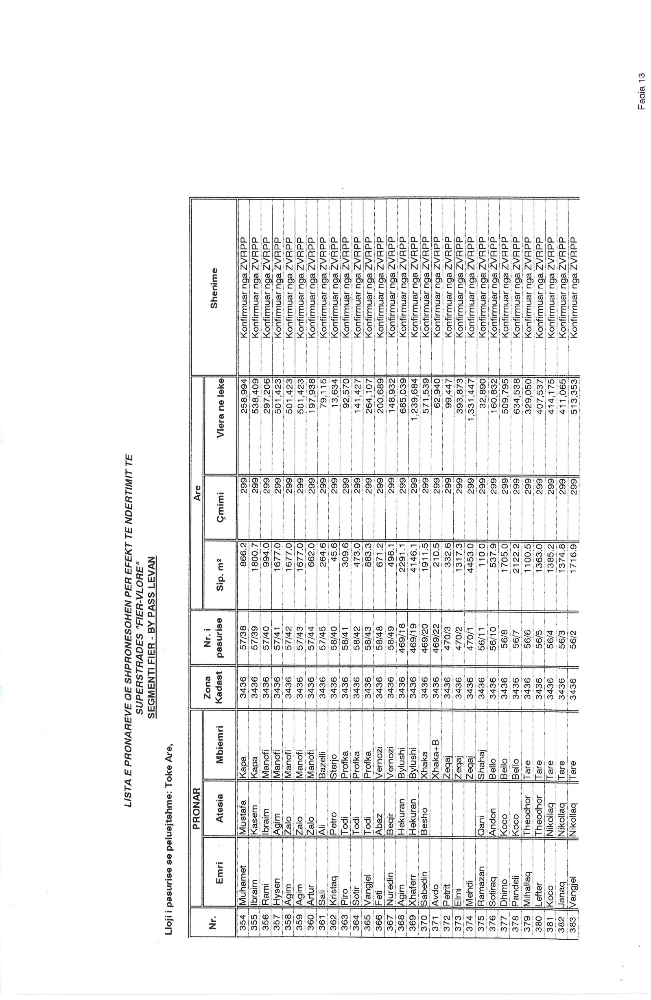 LISTA E PRONAREVE QE SHPRONESOHEN PER EFEKT TE NDERTIMIT TE
SUPERSTRADES "FIER-VLORE"
SEGMENTI FIER - BY PASS LEVAN
Lloji i pasurise se paluajtshme: Toke Are,
Nr. PRONAR Zona Kadast Nr. i pasurise Are Shenime
Emri Atesia Mbiemri Sip. m² Çmimi Vlera ne leke
354 Muhamet Mustafa Kapa 3436 57/38 866.2 299 258,994 Konfirmuar nga ZVRPP
355 Ibraim Kasem Kapa 3436 57/39 1800.7 299 538,409 Konfirmuar nga ZVRPP
356 Rami Ibraim Manofi 3436 57/40 994.0 299 297,206 Konfirmuar nga ZVRPP
357 Hysen Agim Manofi 3436 57/41 1677.0 299 501,423 Konfirmuar nga ZVRPP
358 Agim Zalo Manofi 3436 57/42 1677.0 299 501,423 Konfirmuar nga ZVRPP
359 Agim Zalo Manofi 3436 57/43 1677.0 299 501,423 Konfirmuar nga ZVRPP
360 Artur Zalo Manofi 3436 57/44 662.0 299 197,938 Konfirmuar nga ZVRPP
361 Sali Ali Bazelli 3436 57/45 264.6 299 79,115 Konfirmuar nga ZVRPP
362 Kristaq Petro Sterjo 3436 58/40 45.6 299 13,634 Konfirmuar nga ZVRPP
363 Piro Todi Profka 3436 58/41 309.6 299 92,570 Konfirmuar nga ZVRPP
364 Sotir Todi Profka 3436 58/42 473.0 299 141,427 Konfirmuar nga ZVRPP
365 Vangjel Todi Profka 3436 58/43 883.3 299 264,107 Konfirmuar nga ZVRPP
366 Feti Abaz Vernozi 3436 58/48 671.2 299 200,689 Konfirmuar nga ZVRPP
367 Nuredin Beqir Vernozi 3436 58/49 498.1 299 148,932 Konfirmuar nga ZVRPP
368 Agim Hekuran Bylushi 3436 469/18 2291.1 299 685,039 Konfirmuar nga ZVRPP
369 Xhaferr Hekuran Bylushi 3436 469/19 4146.1 299 1,239,684 Konfirmuar nga ZVRPP
370 Sabedin Besho Xhaka 3436 469/20 1911.5 299 571,539 Konfirmuar nga ZVRPP
371 Avdo Xhaka+B 3436 469/22 210.5 299 62,940 Konfirmuar nga ZVRPP
372 Petrit Zeqaj 3436 470/3 332.6 299 99,447 Konfirmuar nga ZVRPP
373 Elmi Zeqaj 3436 470/2 1317.3 299 393,873 Konfirmuar nga ZVRPP
374 Mehdi Zeqaj 3436 470/1 4453.0 299 1,331,447 Konfirmuar nga ZVRPP
375 Ramazan Qani Shahaj 3436 56/11 110.0 299 32,890 Konfirmuar nga ZVRPP
376 Sotiraq Andon Bello 3436 56/10 537.9 299 160,832 Konfirmuar nga ZVRPP
377 Dhimo Koco Bello 3436 56/8 1705.0 299 509,795 Konfirmuar nga ZVRPP
378 Pandeli Koco Bello 3436 56/7 2122.2 299 634,538 Konfirmuar nga ZVRPP
379 Mihallaq Theodhor Tare 3436 56/6 1100.5 299 329,050 Konfirmuar nga ZVRPP
380 Lefter Theodhor Tare 3436 56/5 1363.0 299 407,537 Konfirmuar nga ZVRPP
381 Koco Nikollaq Tare 3436 56/4 1385.2 299 414,175 Konfirmuar nga ZVRPP
382 Janaq Nikollaq Tare 3436 56/3 1374.8 299 411,065 Konfirmuar nga ZVRPP
383 Vangjel Nikollaq Tare 3436 56/2 1716.9 299 513,353 Konfirmuar nga ZVRPP
Faqia 13